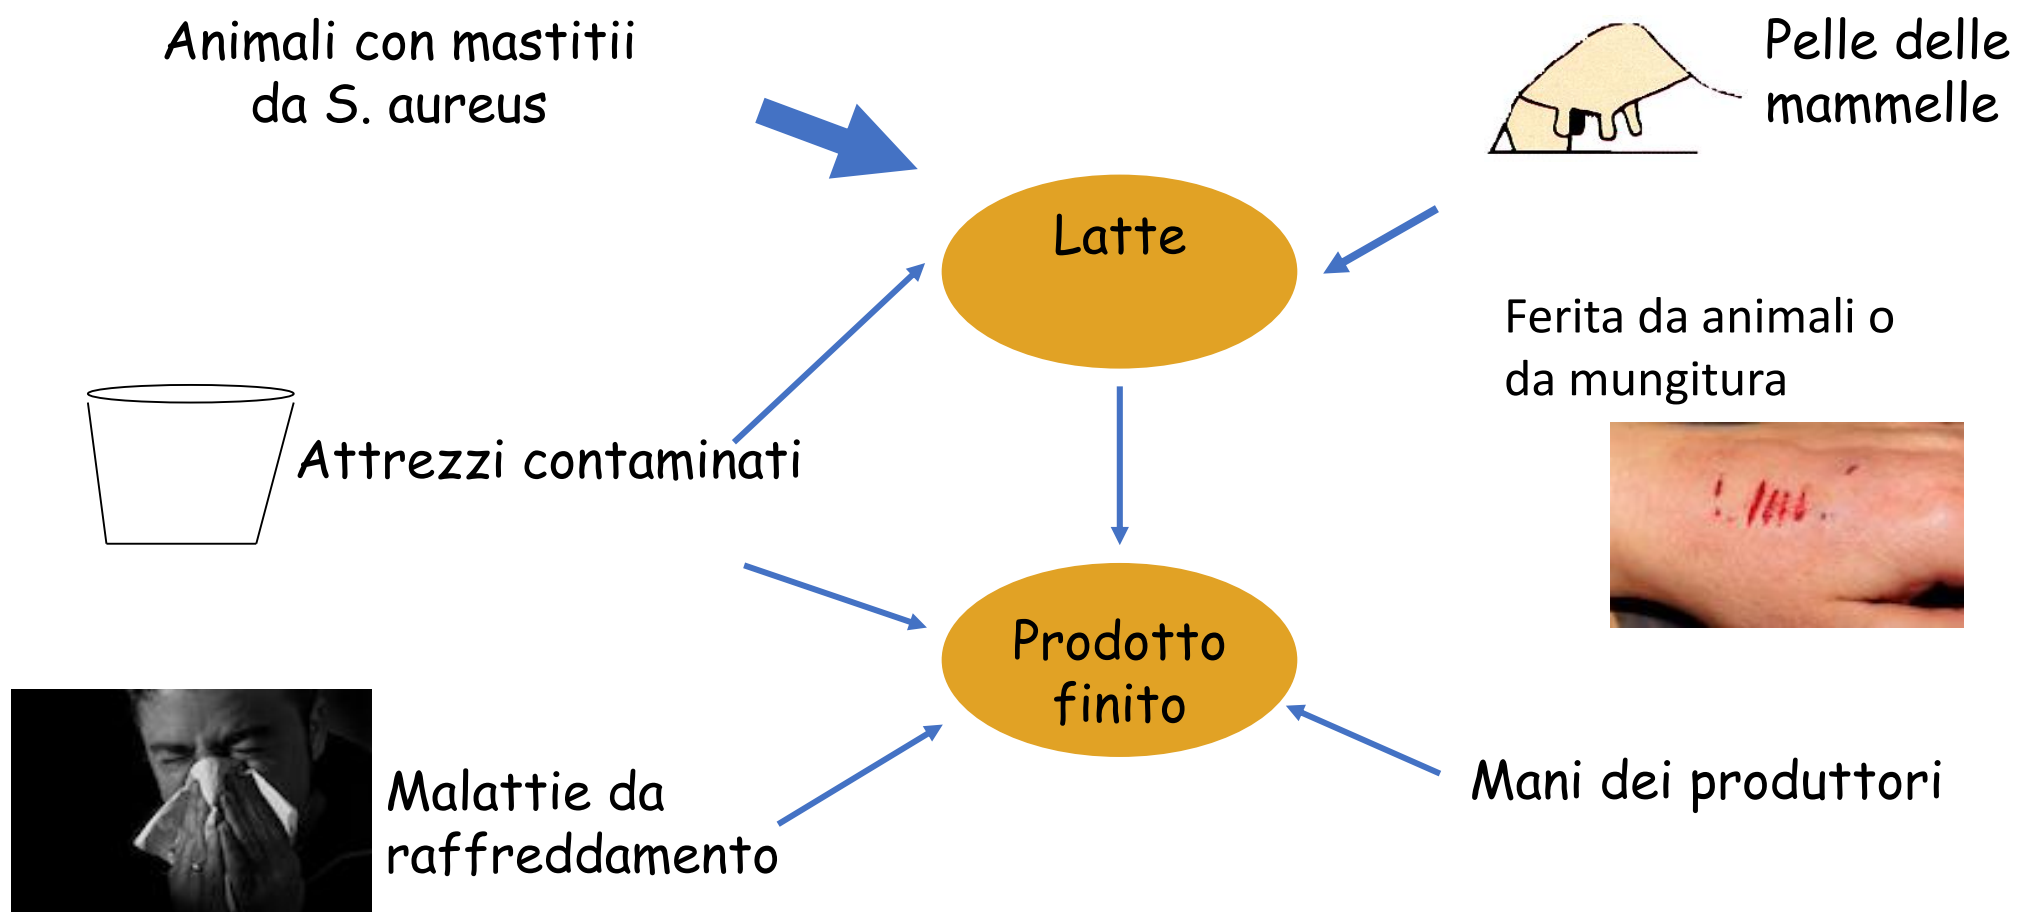 Animali con mastitii
da S. aureus
Pelle delle
mammelle
Latte
Ferita da animali o
da mungitura
Attrezzi contaminati
Prodotto
finito
Malattie da
raffreddamento
Mani dei produttori